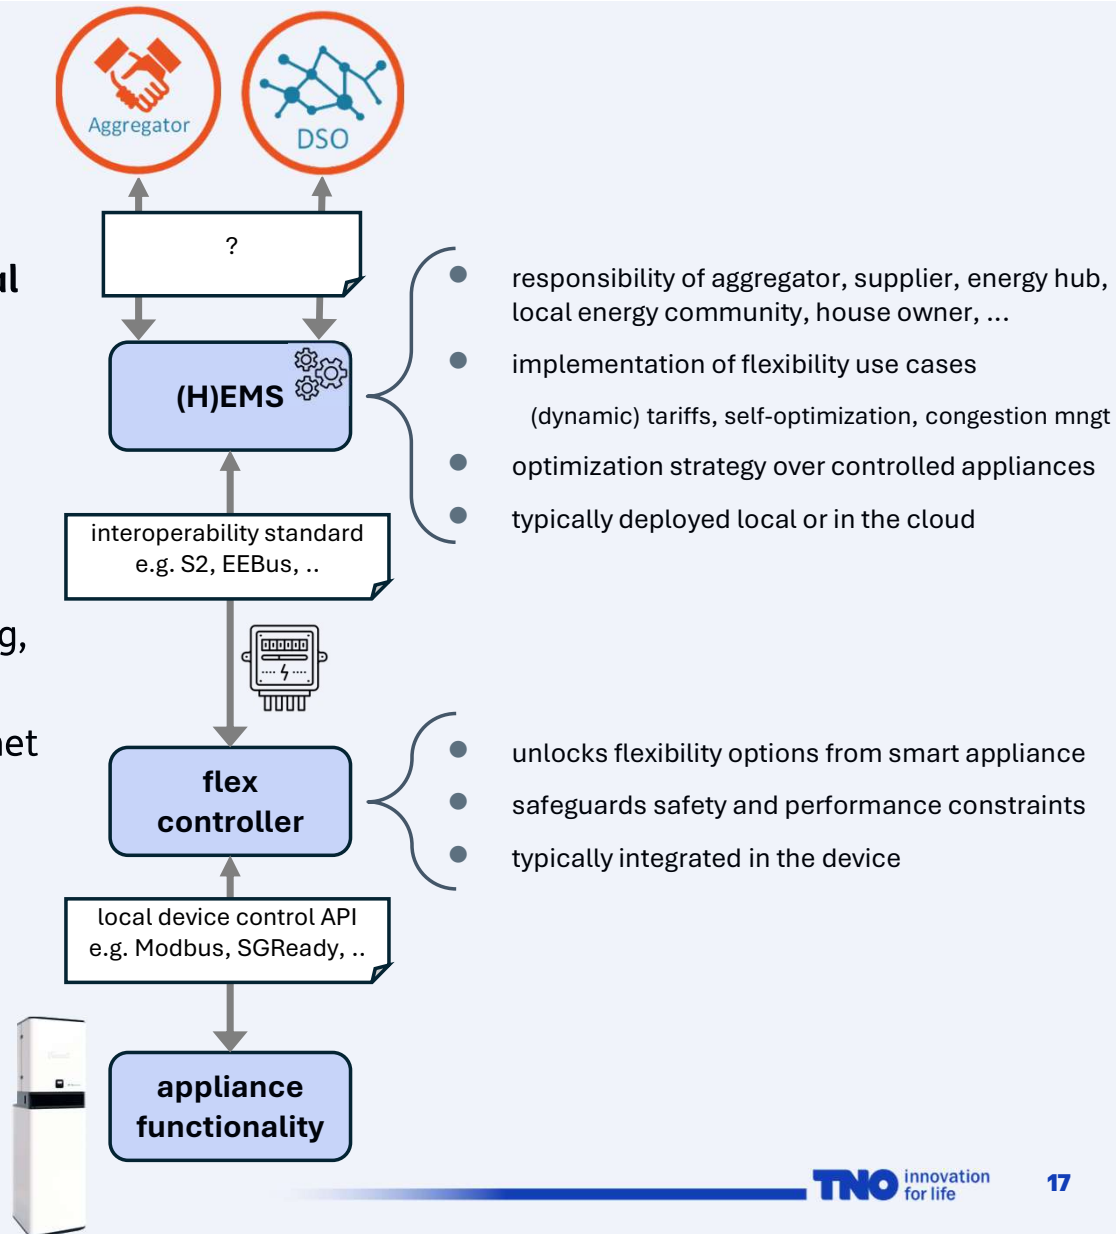 Aggregator
DSO
?
al
responsibility of aggregator, supplier, energy hub,
local energy community, house owner, ...
(H)EMS
implementation of flexibility use cases
(dynamic) tariffs, self-optimization, congestion mngt
optimization strategy over controlled appliances
typically deployed local or in the cloud
interoperability standard
e.g. S2, EEBus, ..
g,
net
flex
controller
unlocks flexibility options from smart appliance
safeguards safety and performance constraints
typically integrated in the device
local device control API
e.g. Modbus, SGReady, ..
appliance
functionality
TNO innovation
for life
17